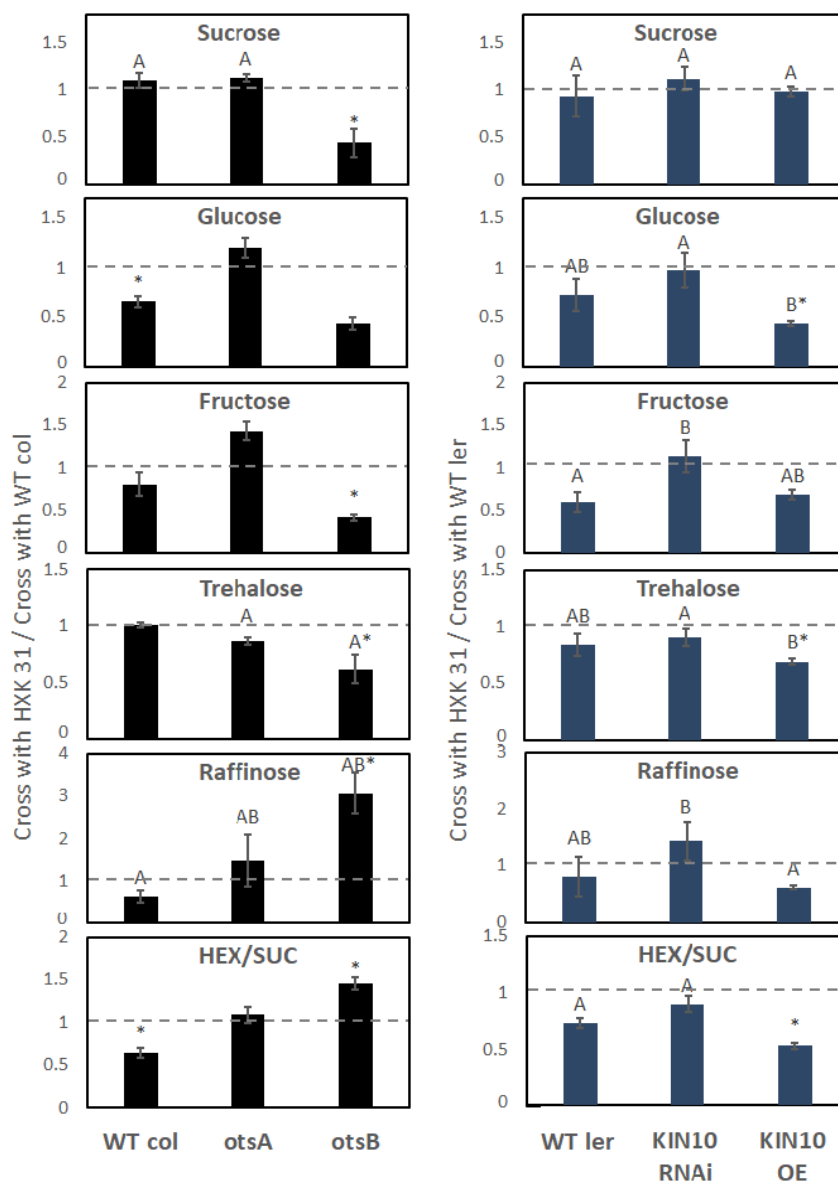 Cross with HXK 31 / Cross with WT col
Sucrose
1.5
1
0.5
0
A
A
*
Glucose
1.5
1
0.5
0
*
Fructose
2
1.5
1
0.5
0
*
Trehalose
1.5
1
0.5
0
A
A*
Raffinose
4
3
2
1
0
A
AB
AB*
HEX/SUC
2
1.5
1
0.5
0
*
*
WT col
otsA
otsB
Cross with HXK 31 / Cross with WT ler
Sucrose
1.5
1
0.5
0
A
A
A
Glucose
1.5
1
0.5
0
AB
A
B*
Fructose
2
1.5
1
0.5
0
A
B
AB
Trehalose
1.5
1
0.5
0
AB
A
B*
Raffinose
3
2
1
0
AB
B
A
HEX/SUC
1.5
1
0.5
0
A
A
*
WT ler
KIN10
RNAi
KIN10
OE